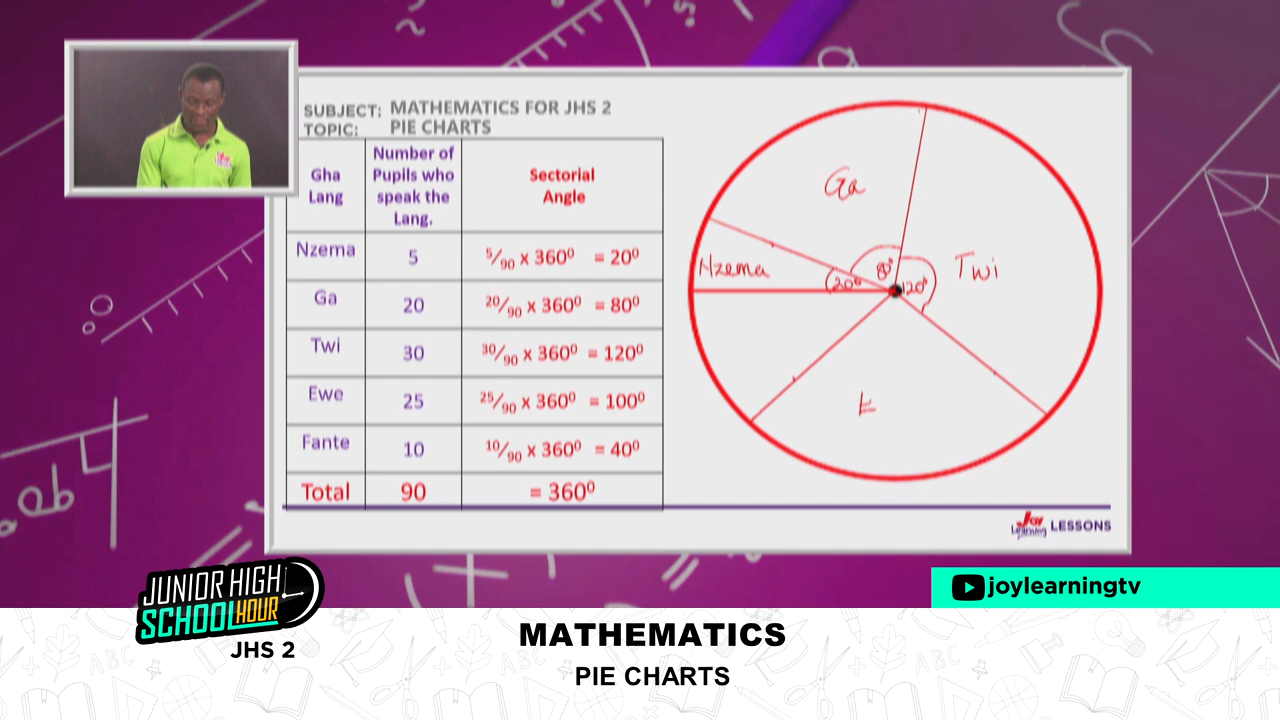 SUBJECT: MATHEMATICS FOR JHS 2
TOPIC: PIE CHARTS
Gha Lang
Number of Pupils who speak the Lang.
Sectorial Angle
Nzema 5 ⁵/₉₀ x 360⁰ = 20⁰
Ga 20 ²⁰/₉₀ x 360⁰ = 80⁰
Twi 30 ³⁰/₉₀ x 360⁰ = 120⁰
Ewe 25 ²⁵/₉₀ x 360⁰ = 100⁰
Fante 10 ¹⁰/₉₀ x 360⁰ = 40⁰
Total 90 = 360⁰
Ga
Nzema
20⁰
80⁰
120⁰
Twi
E
Joy Learning LESSONS
JUNIOR HIGH
SCHOOL HOUR
JHS 2
joylearningtv
MATHEMATICS
PIE CHARTS